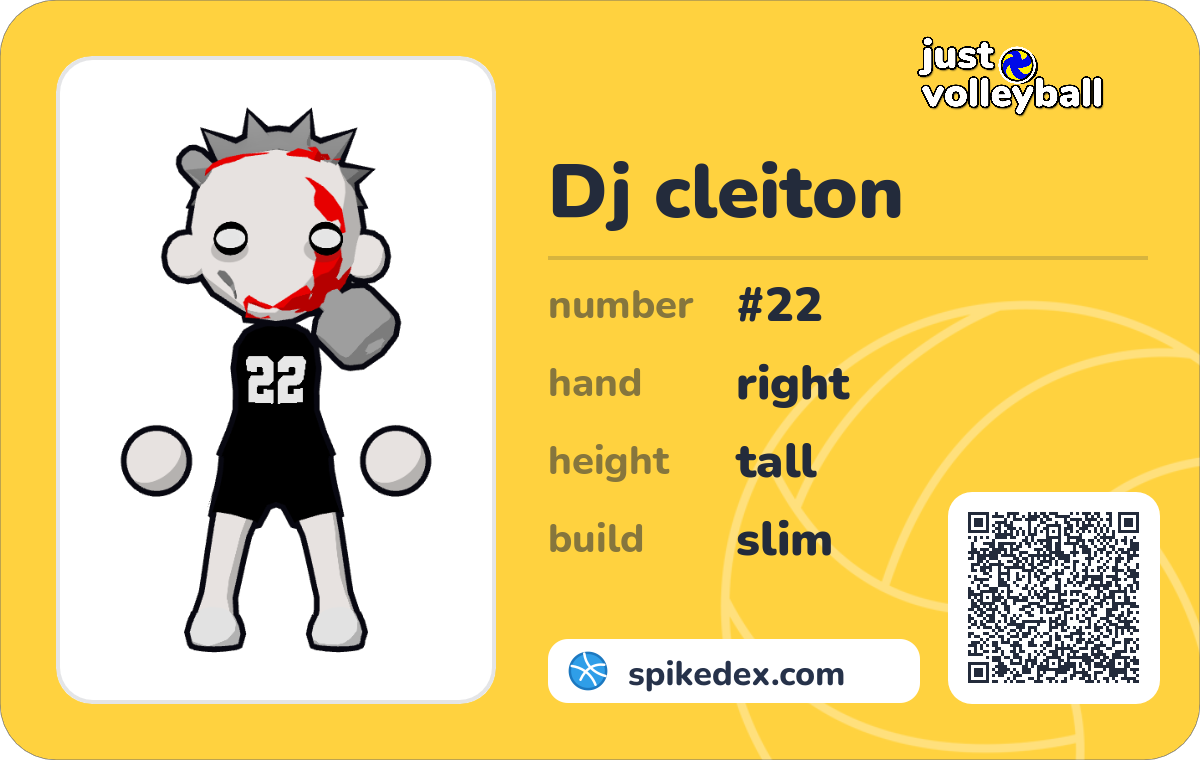 just
volleyball
Dj cleiton
number #22
hand right
height tall
build slim
22
spikedex.com